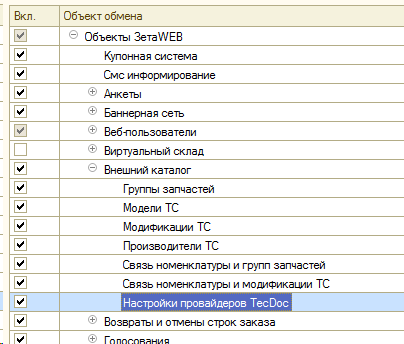 Вкл. Объект обмена
Объекты ЗетаWEB
Купонная система
Смс информирование
Анкеты
Баннерная сеть
Веб-пользователи
Виртуальный склад
Внешний каталог
Группы запчастей
Модели ТС
Модификации ТС
Производители ТС
Связь номенклатуры и групп запчастей
Связь номенклатуры и модификации ТС
Настройки провайдеров TecDoc
Возвраты и отмены строк заказа
Голосования